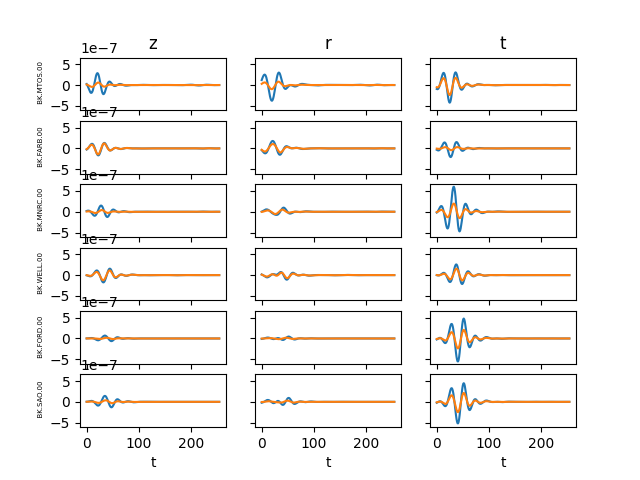 z r t
1e−7
BK.MTOS.00 5 0 −5
1e−7
BK.FARB.00 5 0 −5
1e−7
BK.MNRC.00 5 0 −5
1e−7
BK.WELL.00 5 0 −5
1e−7
BK.FORD.00 5 0 −5
1e−7
BK.SAO.00 5 0 −5
0 100 200 0 100 200 0 100 200
t t t